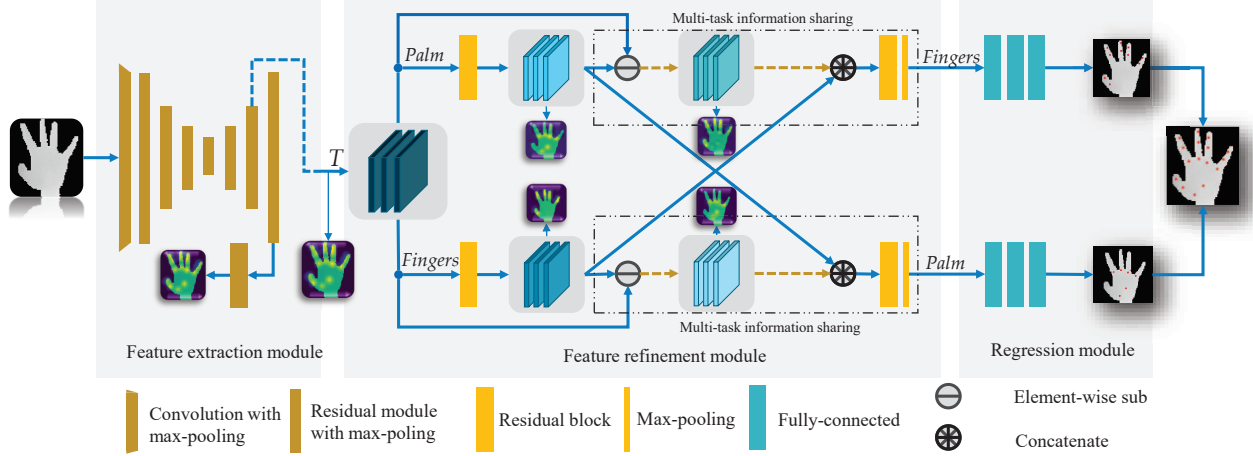 Multi-task information sharing
Palm
Fingers
T
Fingers
Palm
Multi-task information sharing
Feature extraction module
Feature refinement module
Regression module
Convolution with
max-pooling
Residual module
with max-poling
Residual block
Max-pooling
Fully-connected
Element-wise sub
Concatenate